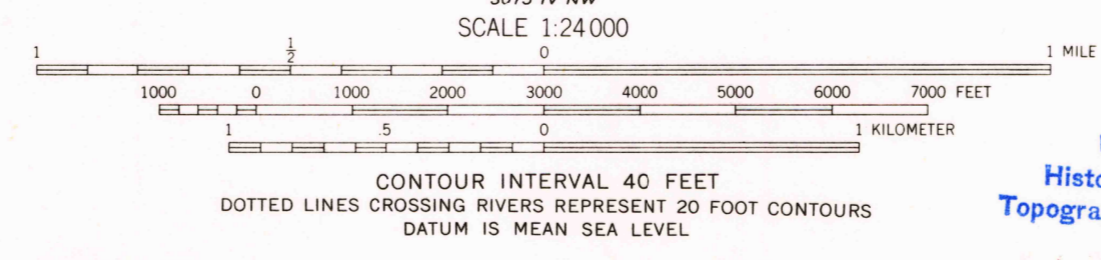 SCALE 1:24 000
1 1/2 0 1 MILE
1000 0 1000 2000 3000 4000 5000 6000 7000 FEET
1 .5 0 1 KILOMETER
CONTOUR INTERVAL 40 FEET
DOTTED LINES CROSSING RIVERS REPRESENT 20 FOOT CONTOURS
DATUM IS MEAN SEA LEVEL
Histo
Topogra